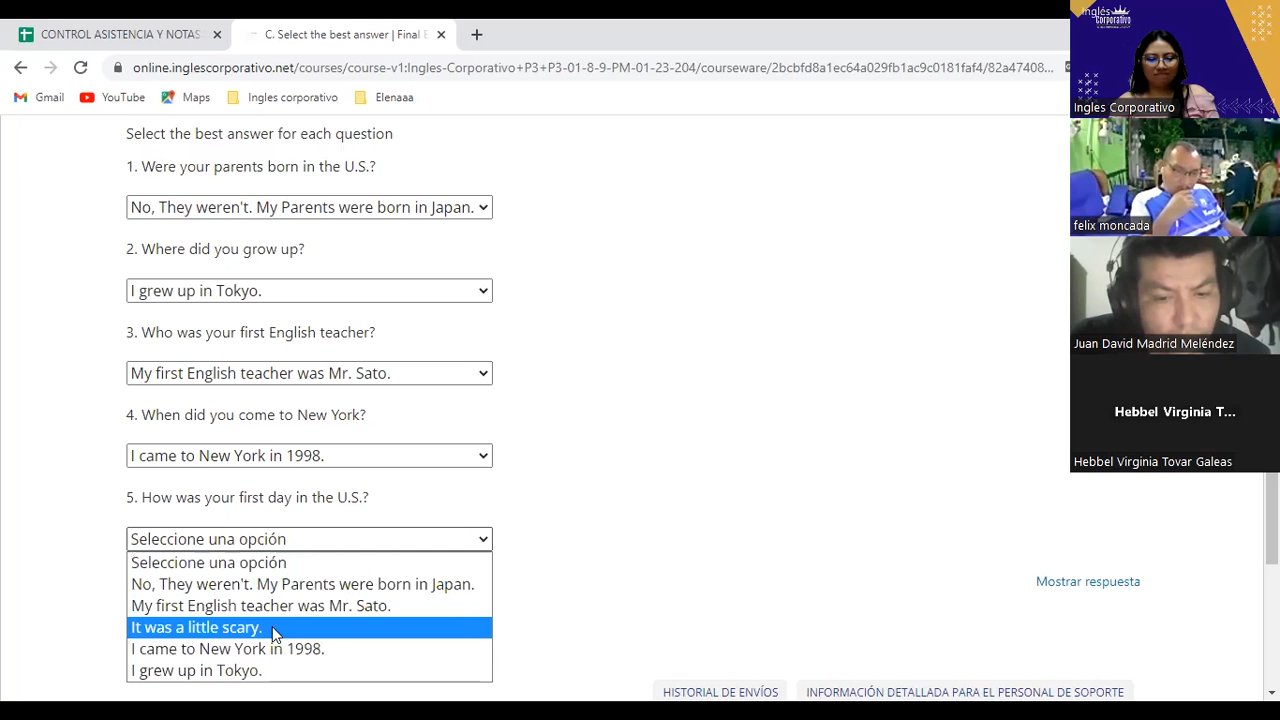 CONTROL ASISTENCIA Y NOTAS
C. Select the best answer | Final E
online.inglescorporativo.net/courses/course-v1:Ingles-Corporativo+P3+P3-01-8-9-PM-01-23-204/courseware/2bcbfd8a1ec64a029f91ac9c0181faf4/82a47408...
Gmail
YouTube
Maps
Ingles corporativo
Elenaaa
Select the best answer for each question
1. Were your parents born in the U.S.?
No, They weren't. My Parents were born in Japan.
2. Where did you grow up?
I grew up in Tokyo.
3. Who was your first English teacher?
My first English teacher was Mr. Sato.
4. When did you come to New York?
I came to New York in 1998.
5. How was your first day in the U.S.?
Seleccione una opción
Seleccione una opción
No, They weren't. My Parents were born in Japan.
My first English teacher was Mr. Sato.
It was a little scary.
I came to New York in 1998.
I grew up in Tokyo.
Mostrar respuesta
HISTORIAL DE ENVÍOS
INFORMACIÓN DETALLADA PARA EL PERSONAL DE SOPORTE
Inglés
Corporativo
Ingles Corporativo
felix moncada
Juan David Madrid Meléndez
Hebbel Virginia T...
Hebbel Virginia Tovar Galeas